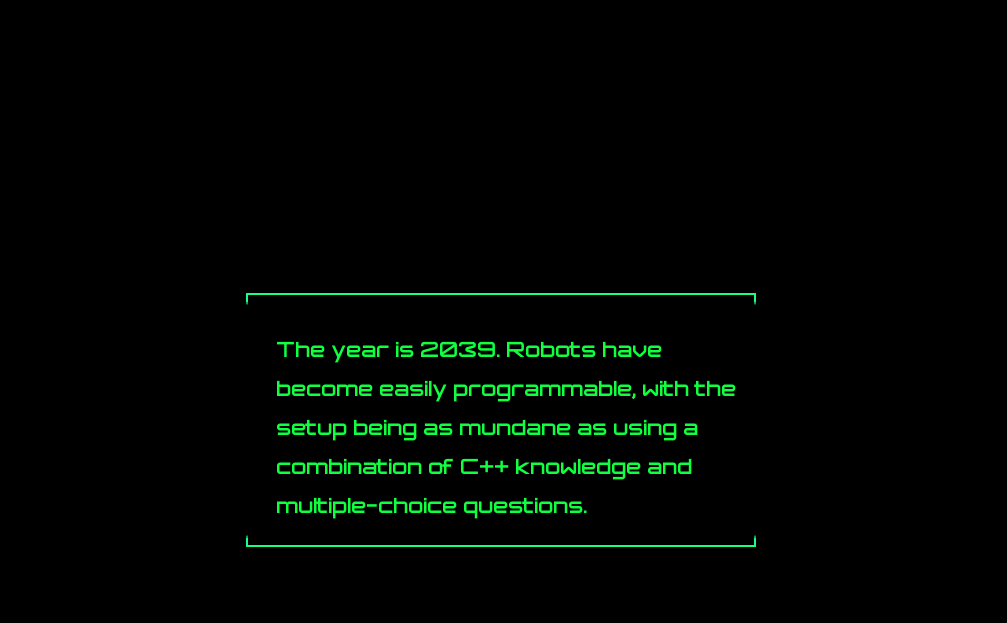 The year is 2039. Robots have
become easily programmable, with the
setup being as mundane as using a
combination of C++ knowledge and
multiple-choice questions.